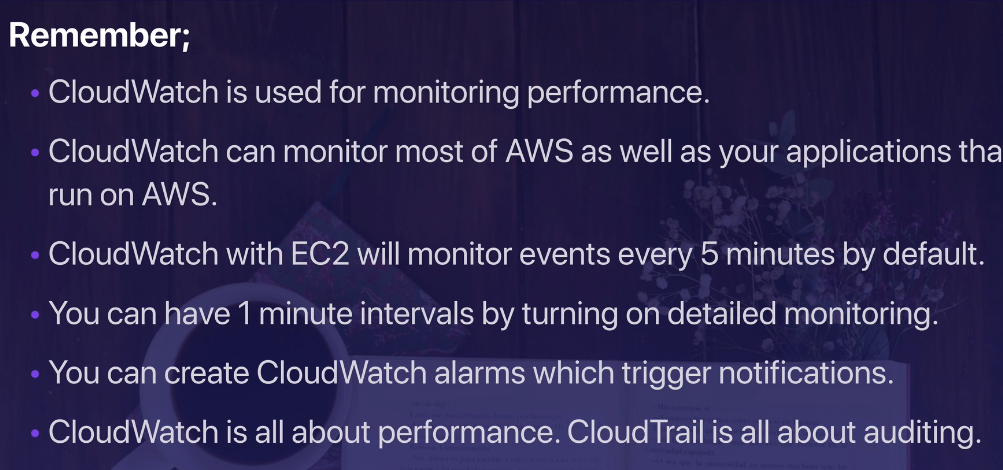 Remember;
• CloudWatch is used for monitoring performance.
• CloudWatch can monitor most of AWS as well as your applications tha
run on AWS.
• CloudWatch with EC2 will monitor events every 5 minutes by default.
• You can have 1 minute intervals by turning on detailed monitoring.
• You can create CloudWatch alarms which trigger notifications.
• CloudWatch is all about performance. CloudTrail is all about auditing.